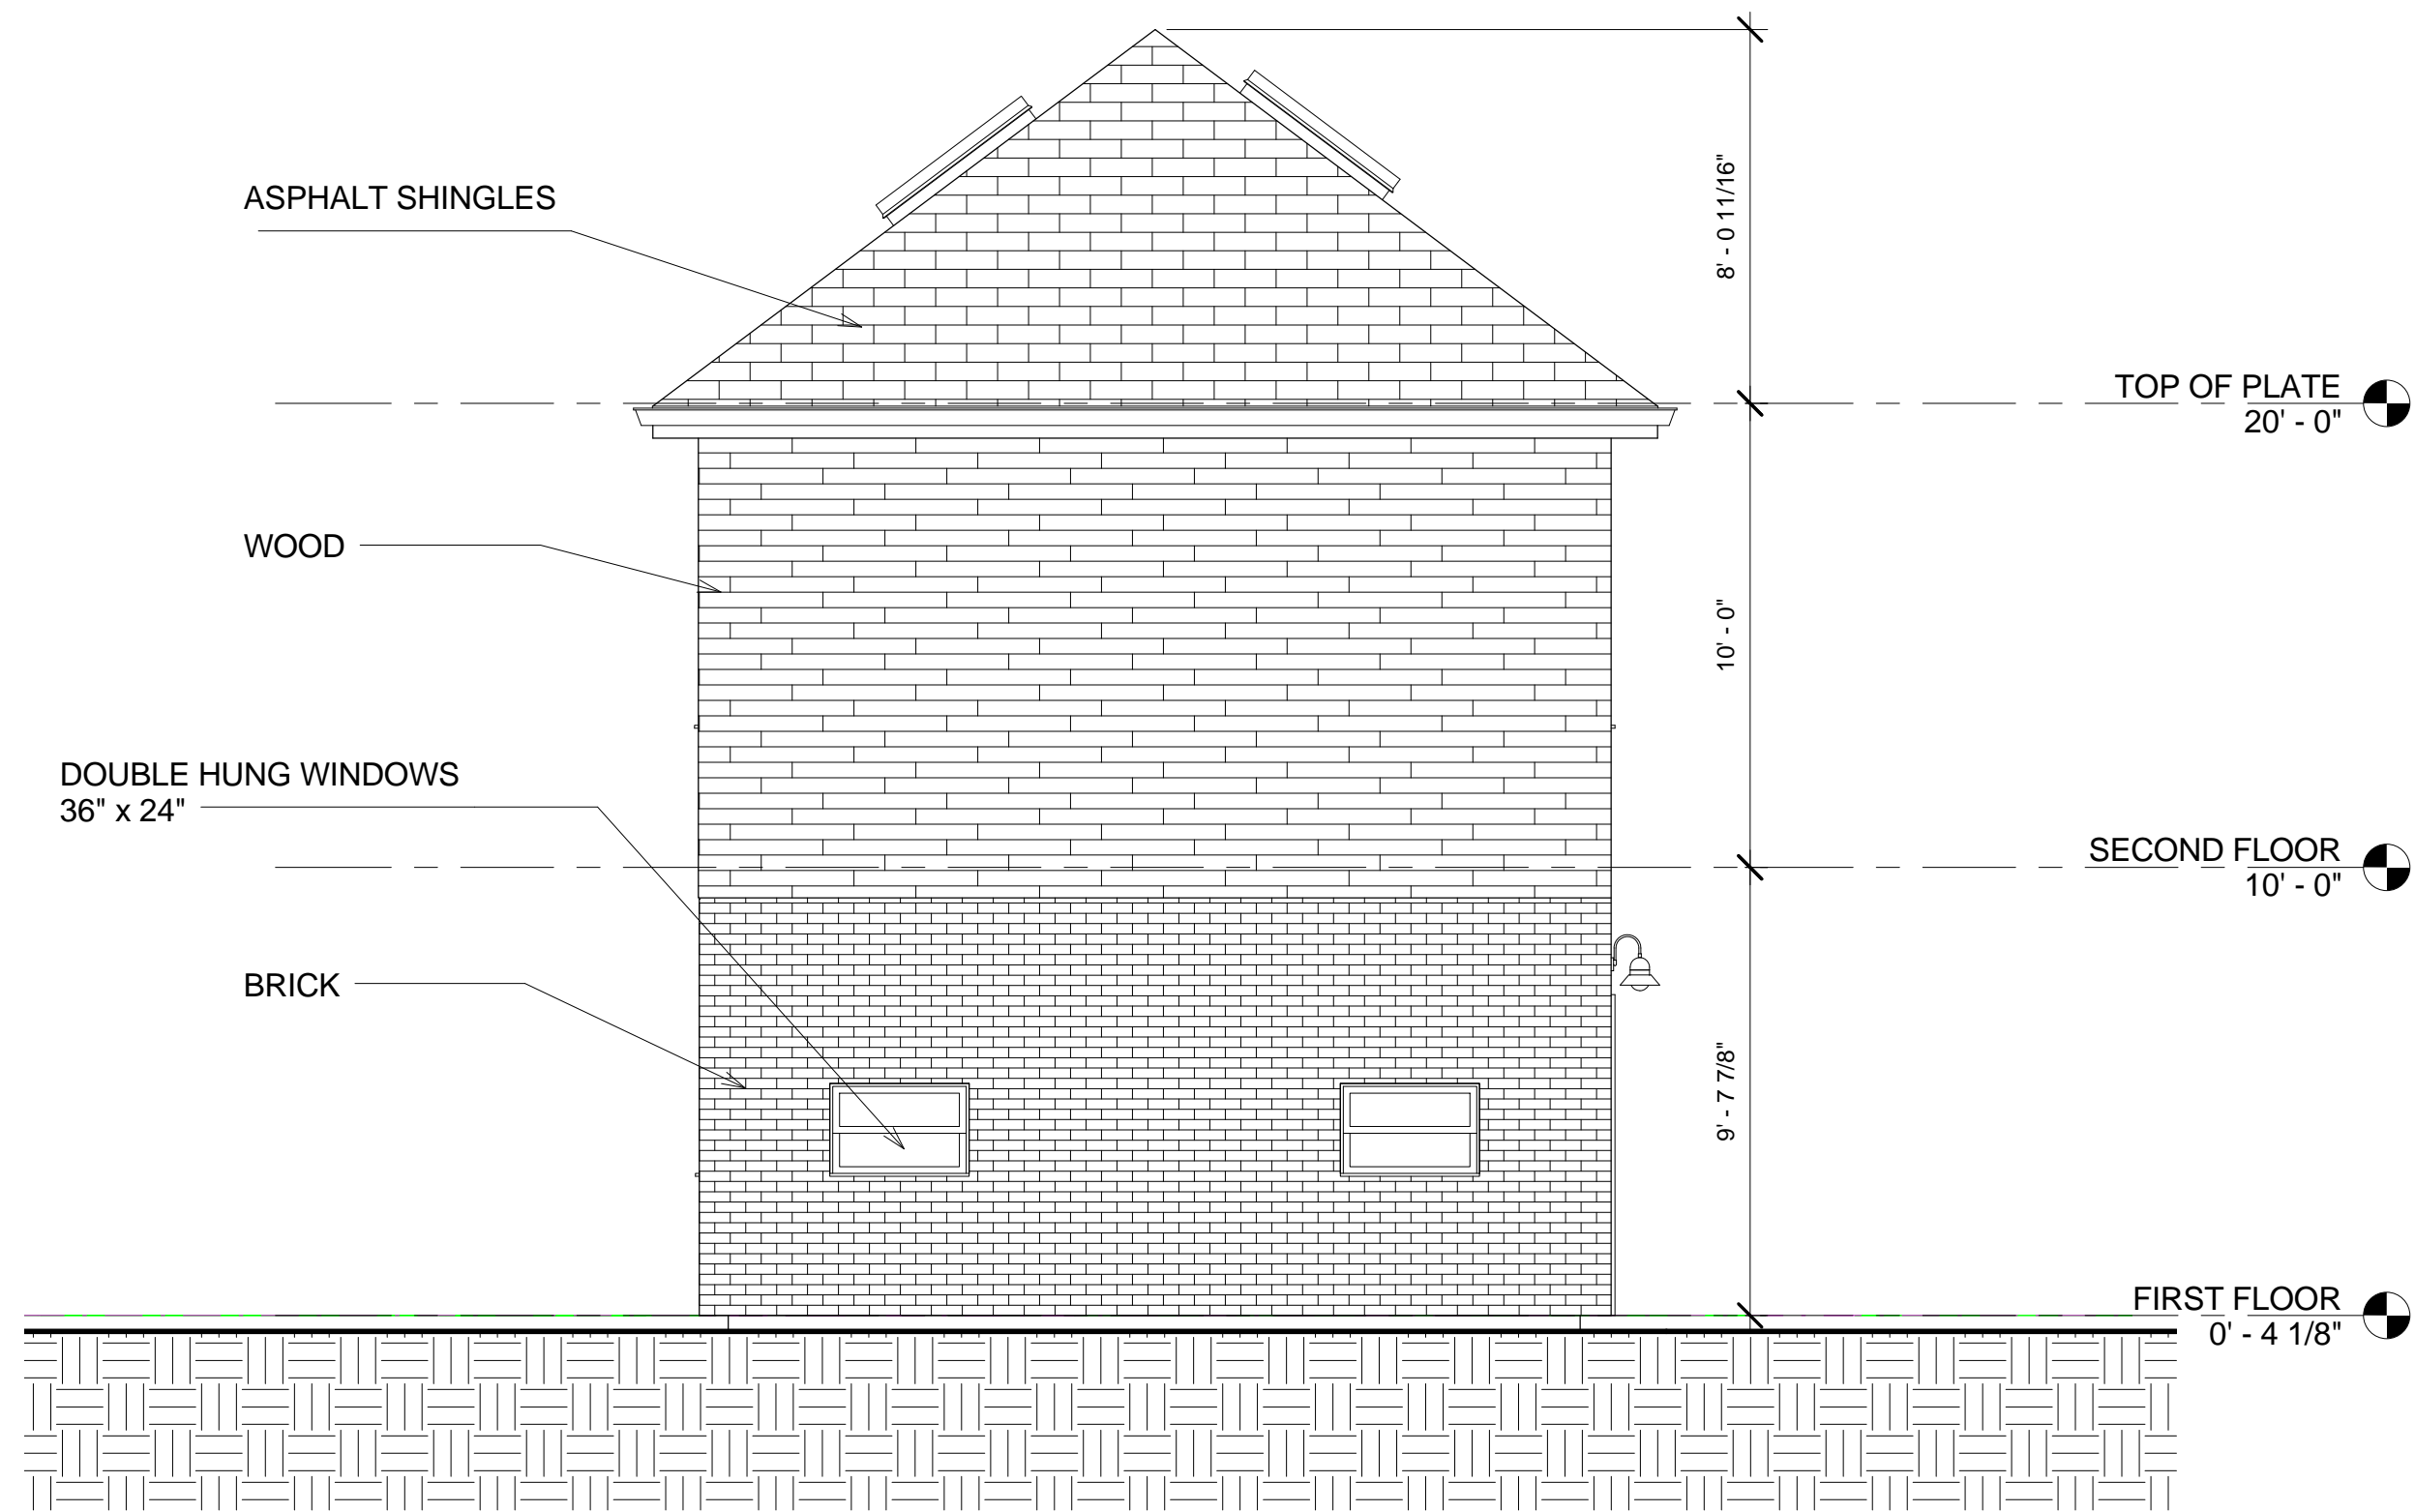 ASPHALT SHINGLES
8' - 0 11/16"
TOP OF PLATE
20' - 0"
WOOD
10' - 0"
DOUBLE HUNG WINDOWS
36" x 24"
SECOND FLOOR
10' - 0"
BRICK
9' - 7 7/8"
FIRST FLOOR
0' - 4 1/8"